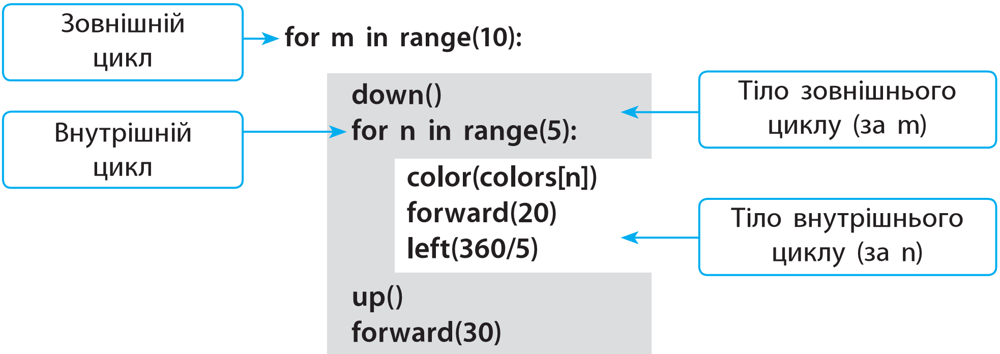 Зовнішній
цикл
for m in range(10):
down()
for n in range(5):
Тіло зовнішнього
циклу (за m)
Внутрішній
цикл
color(colors[n])
forward(20)
left(360/5)
Тіло внутрішнього
циклу (за n)
up()
forward(30)